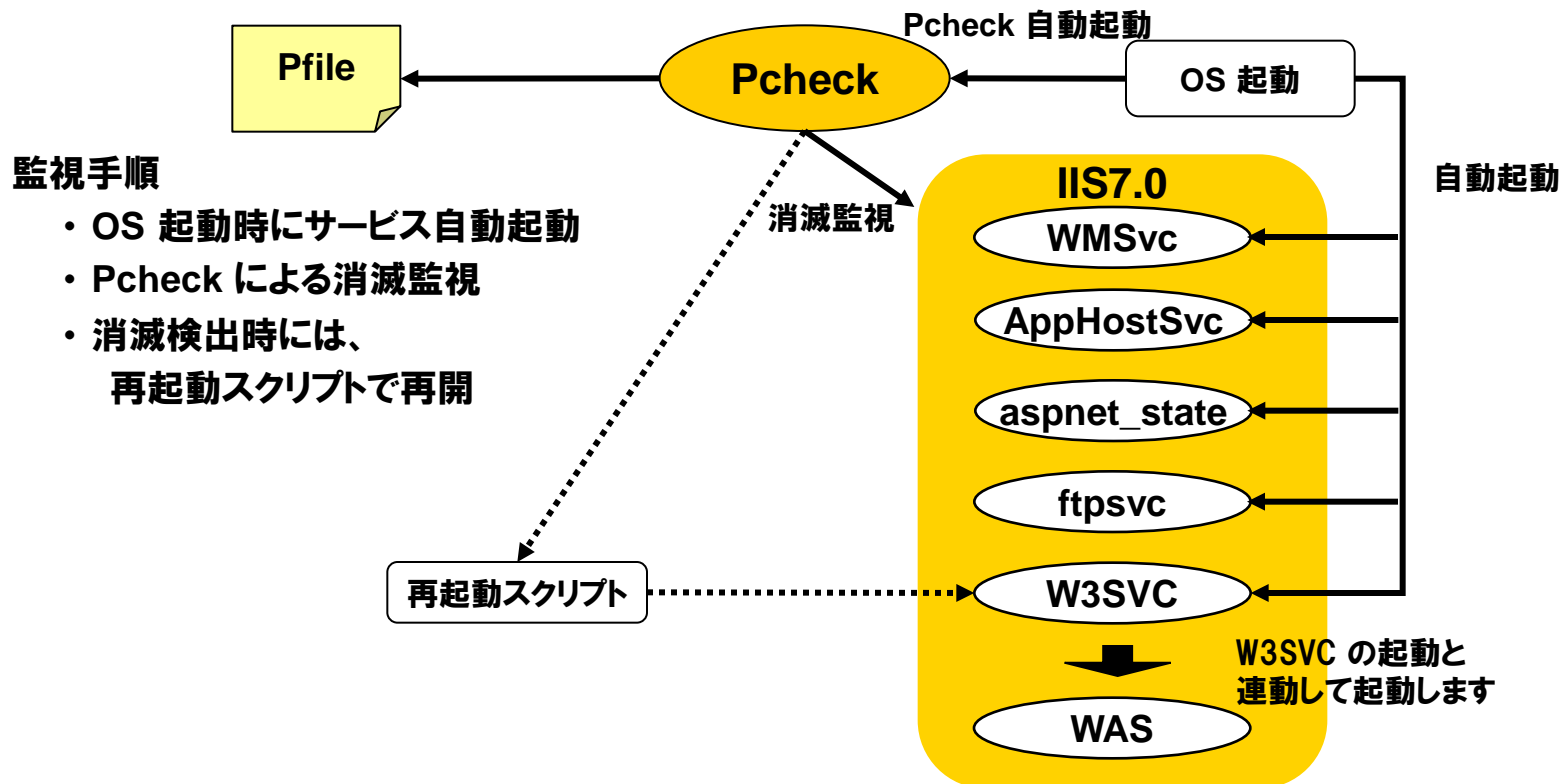 Pcheck 自動起動
Pfile
Pcheck
OS 起動
監視手順
・ OS 起動時にサービス自動起動
・ Pcheck による消滅監視
・ 消滅検出時には、
再起動スクリプトで再開
消滅監視
自動起動
IIS7.0
WMSvc
AppHostSvc
aspnet_state
ftpsvc
再起動スクリプト
W3SVC
W3SVC の起動と
連動して起動します
WAS